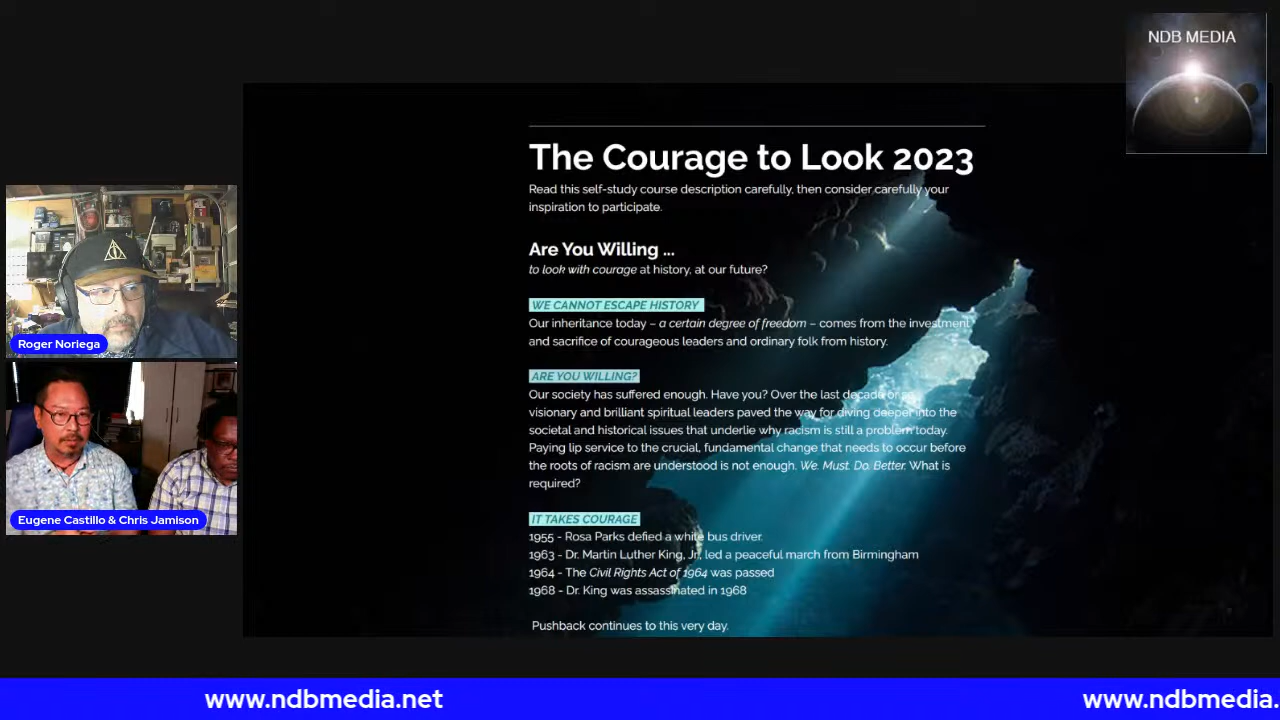 NDB MEDIA
The Courage to Look 2023
Read this self-study course description carefully, then consider carefully your
inspiration to participate.
Are You Willing ...
to look with courage at history, at our future?
WE CANNOT ESCAPE HISTORY
Our inheritance today – a certain degree of freedom – comes from the investment
and sacrifice of courageous leaders and ordinary folk from history.
ARE YOU WILLING?
Our society has suffered enough. Have you? Over the last decade or so,
visionary and brilliant spiritual leaders paved the way for diving deeper into the
societal and historical issues that underlie why racism is still a problem today.
Paying lip service to the crucial, fundamental change that needs to occur before
the roots of racism are understood is not enough. We. Must. Do. Better. What is
required?
IT TAKES COURAGE
1955 - Rosa Parks defied a white bus driver.
1963 - Dr. Martin Luther King, Jr, led a peaceful march from Birmingham
1964 - The Civil Rights Act of 1964 was passed
1968 - Dr. King was assassinated in 1968
Pushback continues to this very day.
Roger Noriega
Eugene Castillo & Chris Jamison
www.ndbmedia.net
www.ndbmedia.